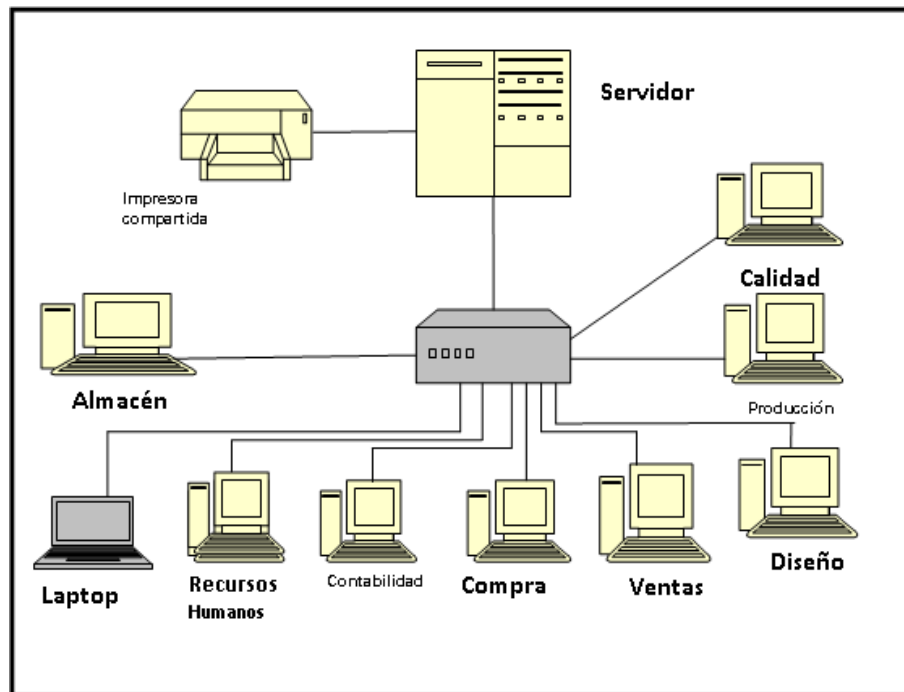 Servidor
Impresora
compartida
Calidad
Almacén
Producción
Laptop
Recursos
Humanos
Contabilidad
Compra
Ventas
Diseño